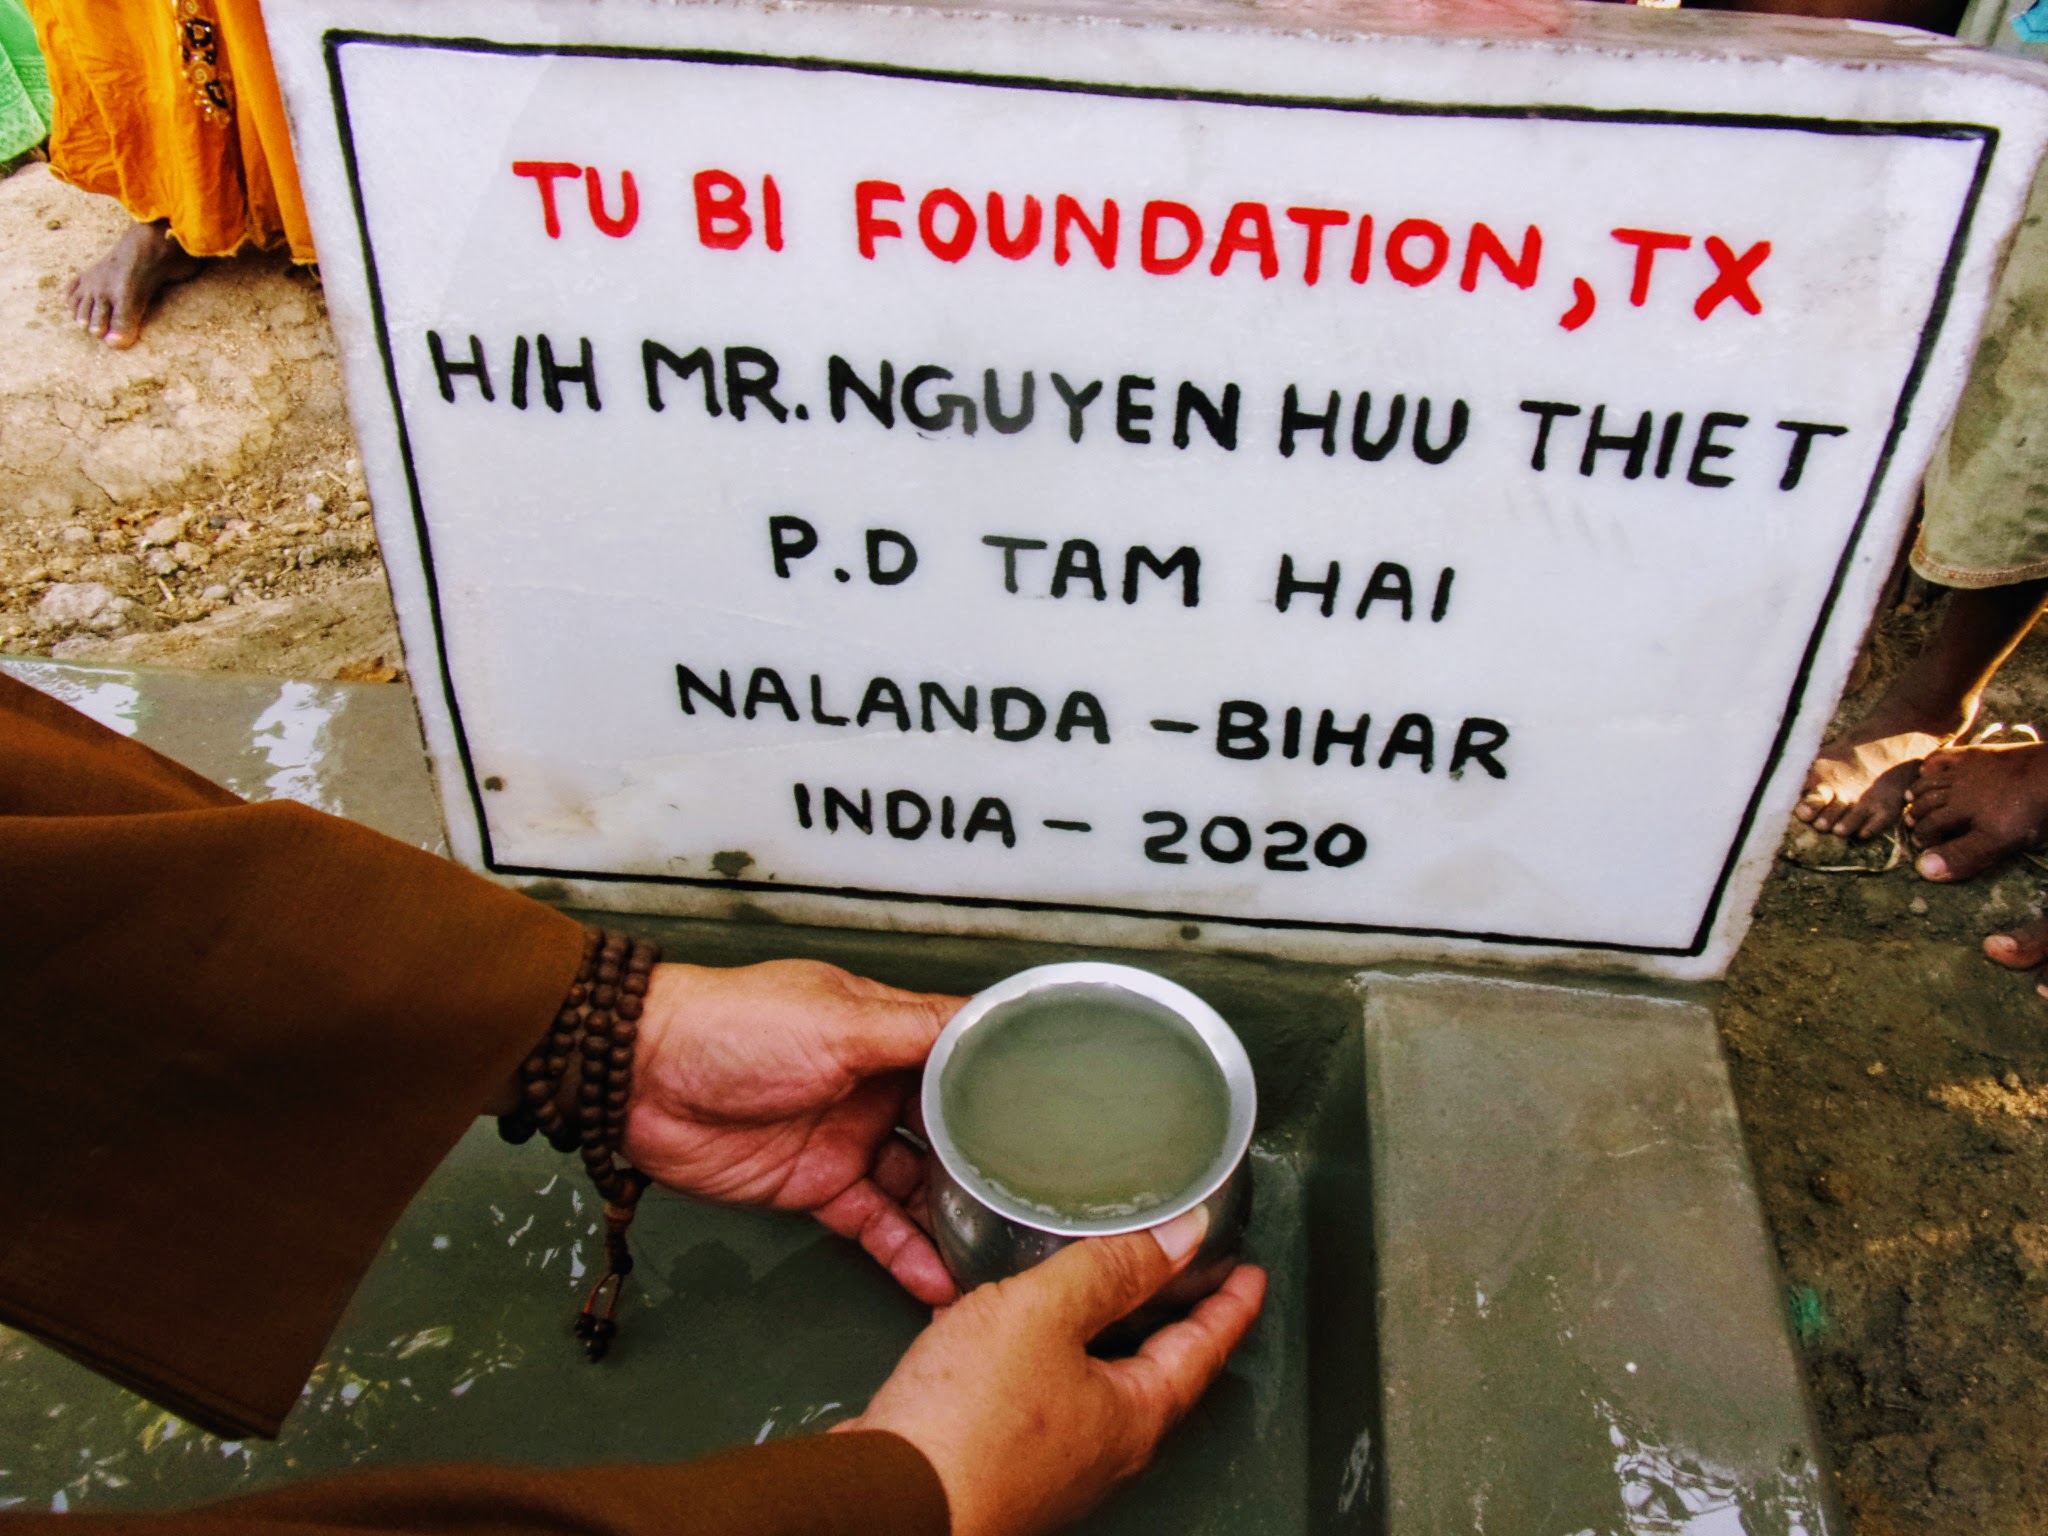 TU BI FOUNDATION, TX
HIH MR. NGUYEN HUU THIET
P.D TAM HAI
NALANDA - BIHAR
INDIA - 2020